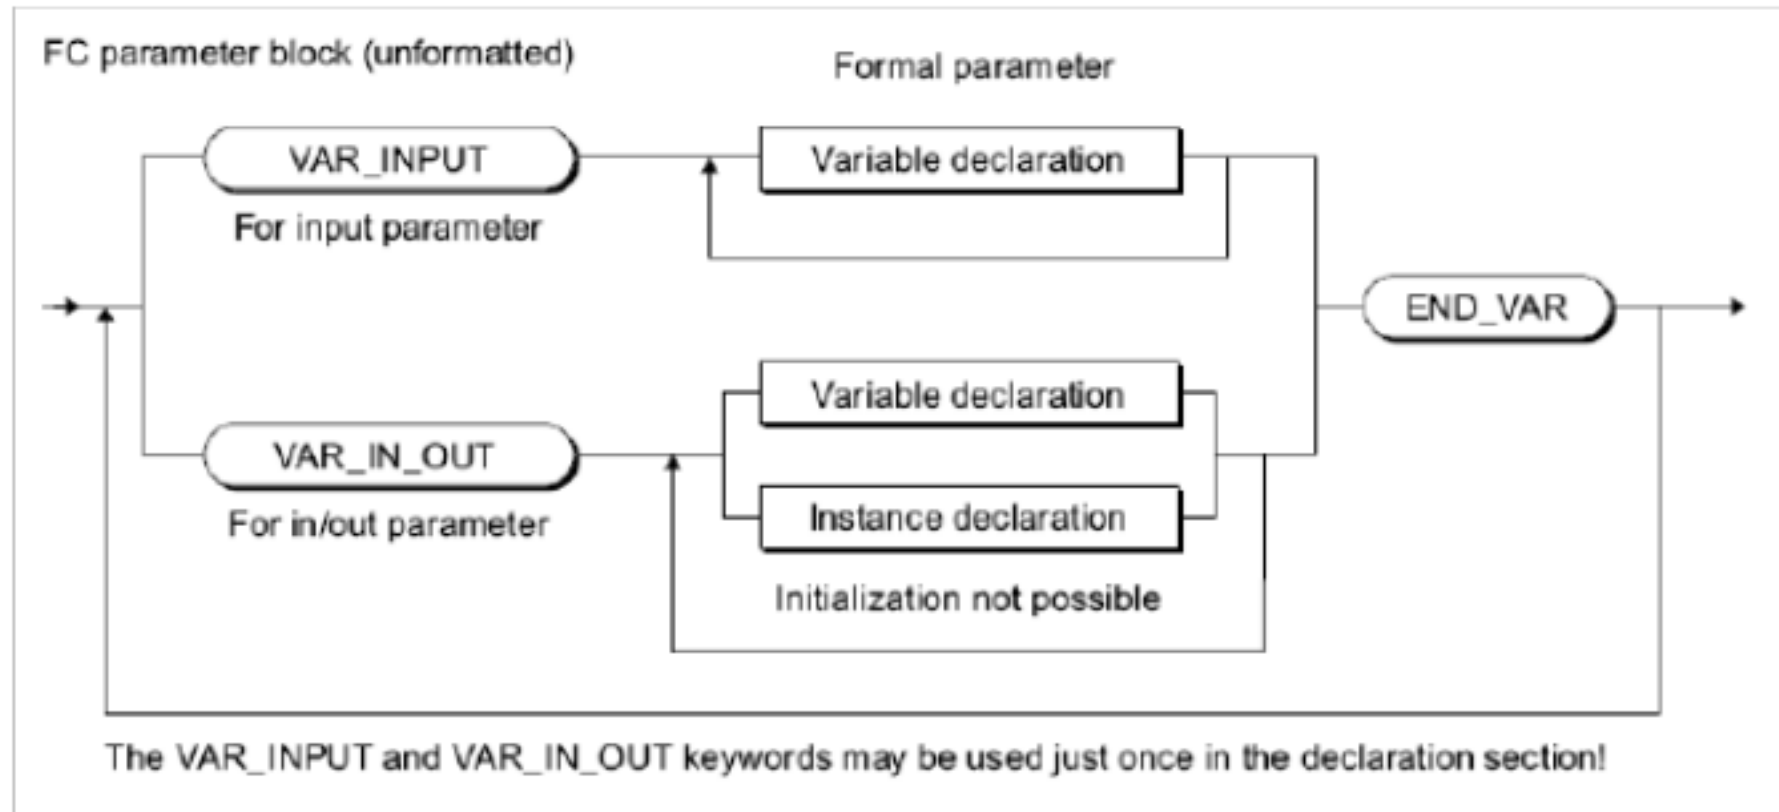 FC parameter block (unformatted)
Formal parameter
VAR_INPUT
Variable declaration
For input parameter
END_VAR
Variable declaration
VAR_IN_OUT
Instance declaration
For in/out parameter
Initialization not possible
The VAR_INPUT and VAR_IN_OUT keywords may be used just once in the declaration section!